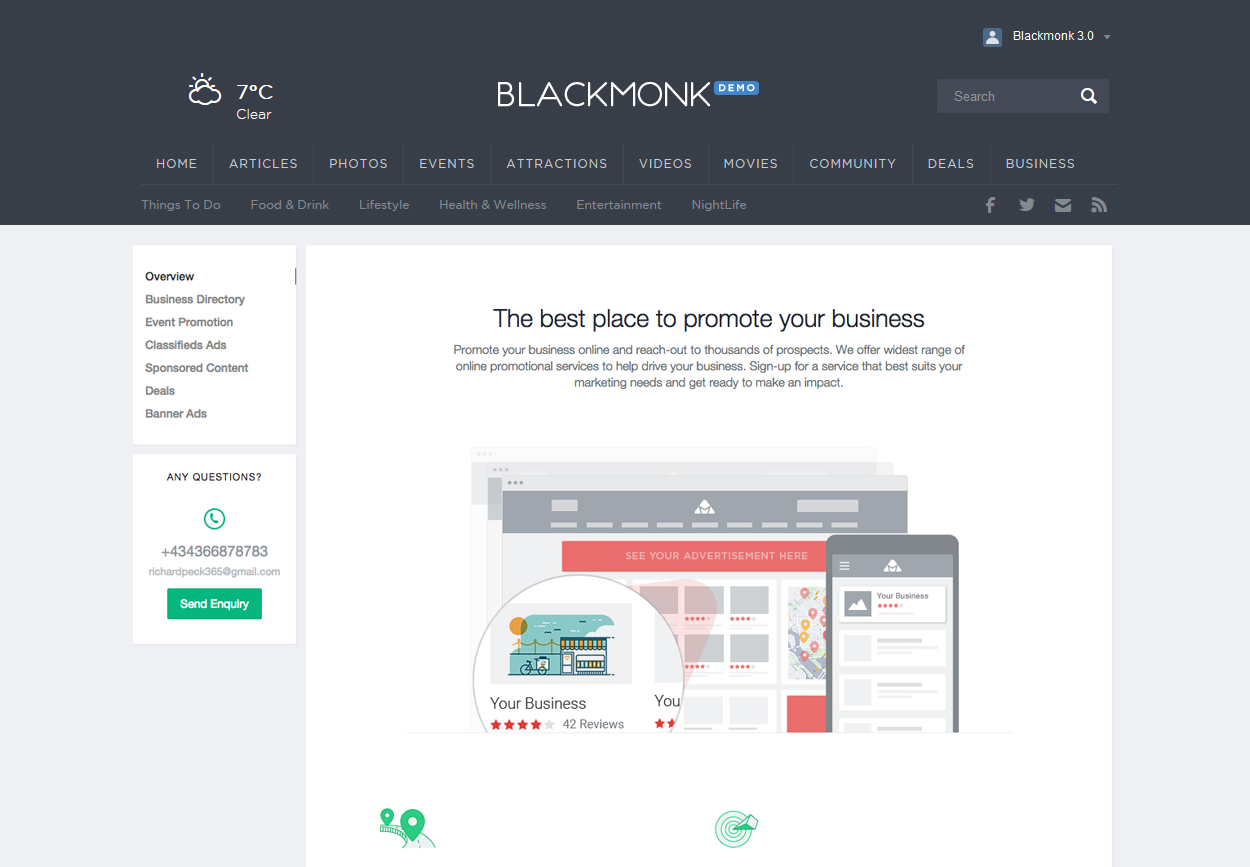 Blackmonk 3.0
7°C
Clear
BLACKMONK DEMO
Search
HOME ARTICLES PHOTOS EVENTS ATTRACTIONS VIDEOS MOVIES COMMUNITY DEALS BUSINESS
Things To Do Food & Drink Lifestyle Health & Wellness Entertainment NightLife
Overview
Business Directory
Event Promotion
Classifieds Ads
Sponsored Content
Deals
Banner Ads
ANY QUESTIONS?
+434366878783
richardpeck365@gmail.com
Send Enquiry
The best place to promote your business
Promote your business online and reach-out to thousands of prospects. We offer widest range of
online promotional services to help drive your business. Sign-up for a service that best suits your
marketing needs and get ready to make an impact.
SEE YOUR ADVERTISEMENT HERE
Your Business
Your Business
You
42 Reviews